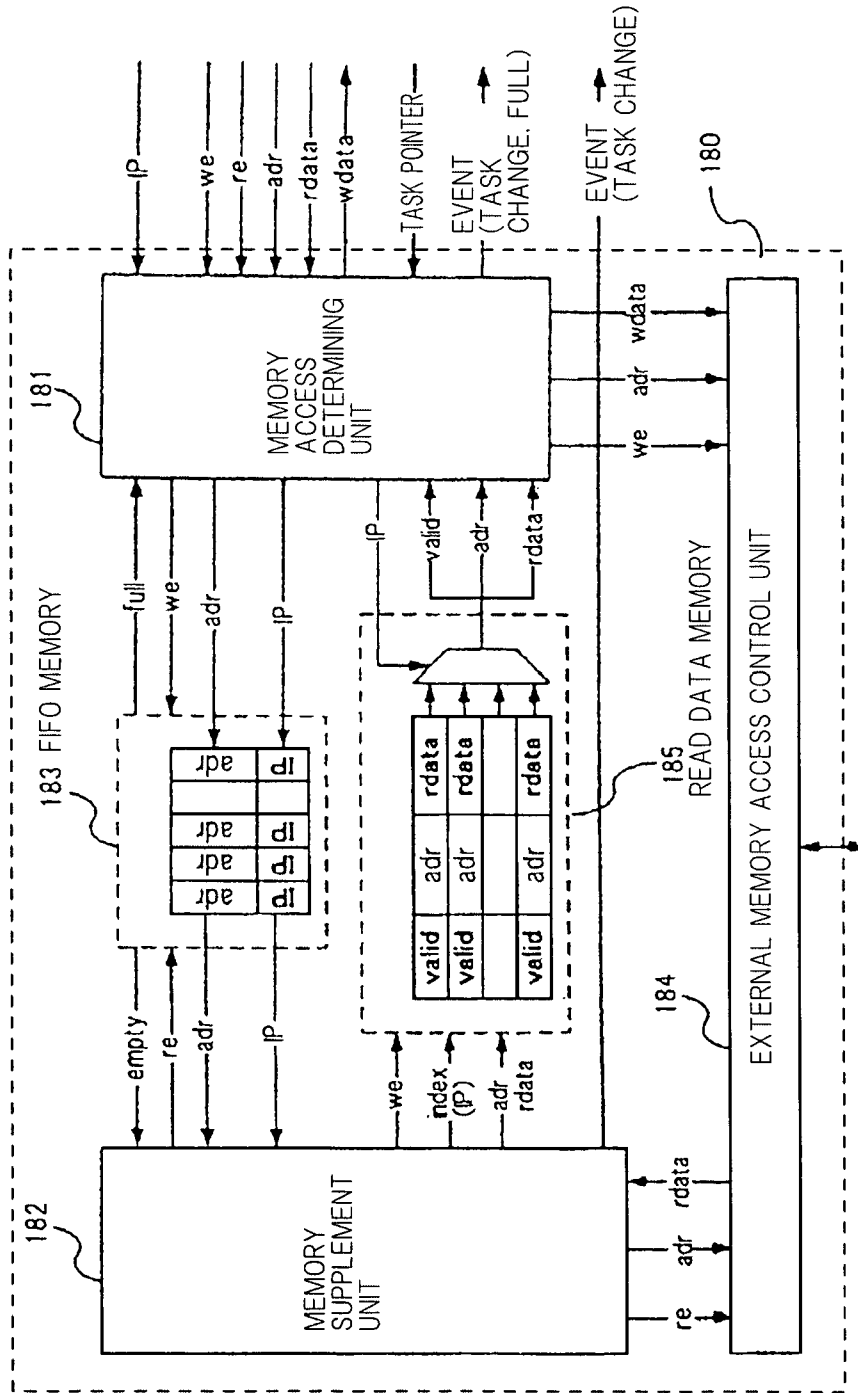 182
183 FIFO MEMORY
181
MEMORY
SUPPLEMENT
UNIT
empty
re
adr
IP
adr
IP
adr
IP
adr
IP
adr
IP
full
we
adr
IP
MEMORY
ACCESS
DETERMINING
UNIT
IP
we
re
adr
rdata
wdata
TASK POINTER
EVENT
(TASK
CHANGE, FULL)
EVENT
(TASK CHANGE)
we
index
(IP)
adr
rdata
valid adr rdata
valid adr rdata
valid adr rdata
IP
valid
adr
rdata
185
READ DATA MEMORY
re
adr
rdata
we
adr
wdata
180
184
EXTERNAL MEMORY ACCESS CONTROL UNIT